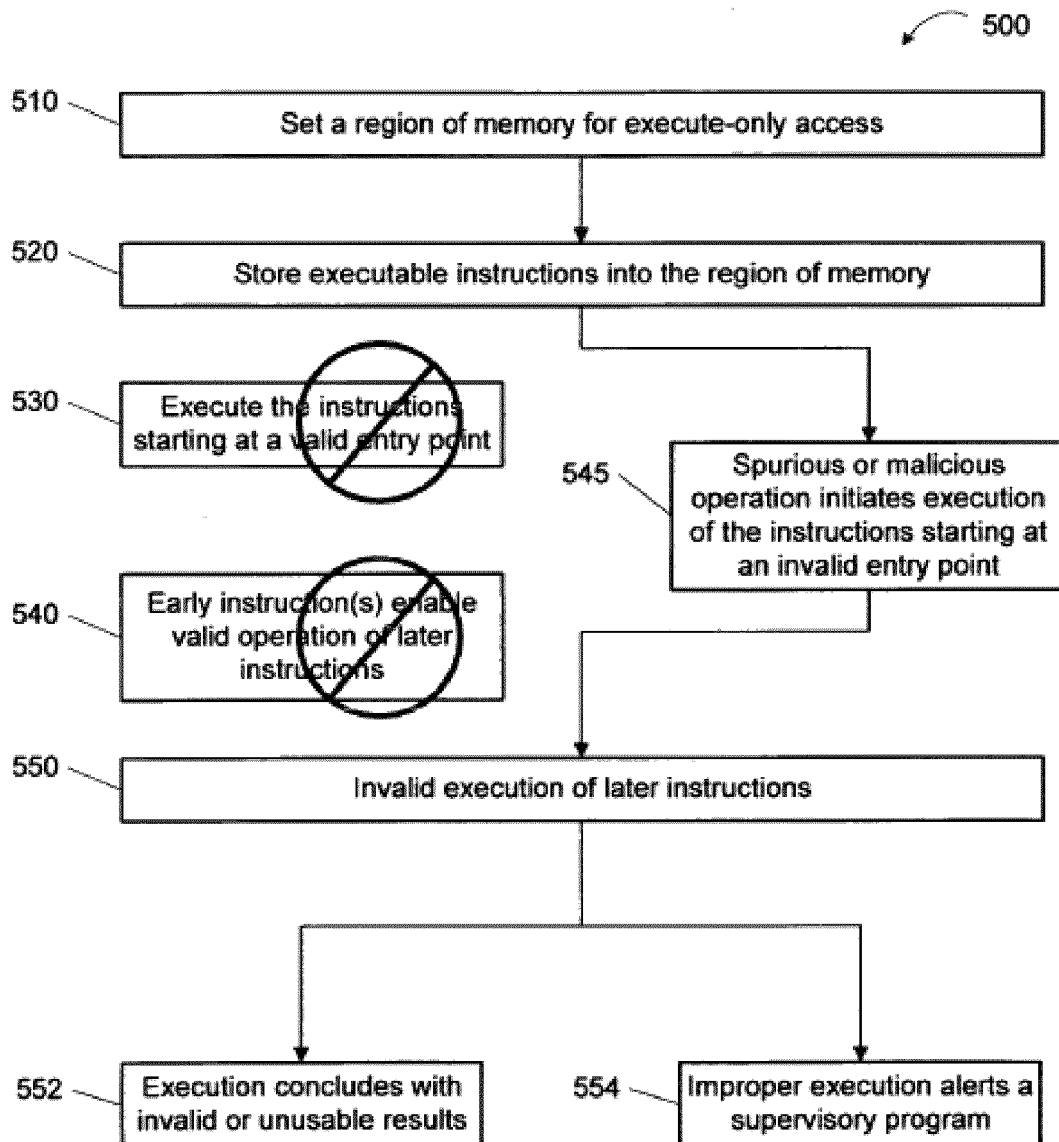 500
510
Set a region of memory for execute-only access
520
Store executable instructions into the region of memory
530
Execute the instructions
starting at a valid entry point
545
Spurious or malicious
operation initiates execution
of the instructions starting at
an invalid entry point
540
Early instruction(s) enable
valid operation of later
instructions
550
Invalid execution of later instructions
552
Execution concludes with
invalid or unusable results
554
Improper execution alerts a
supervisory program